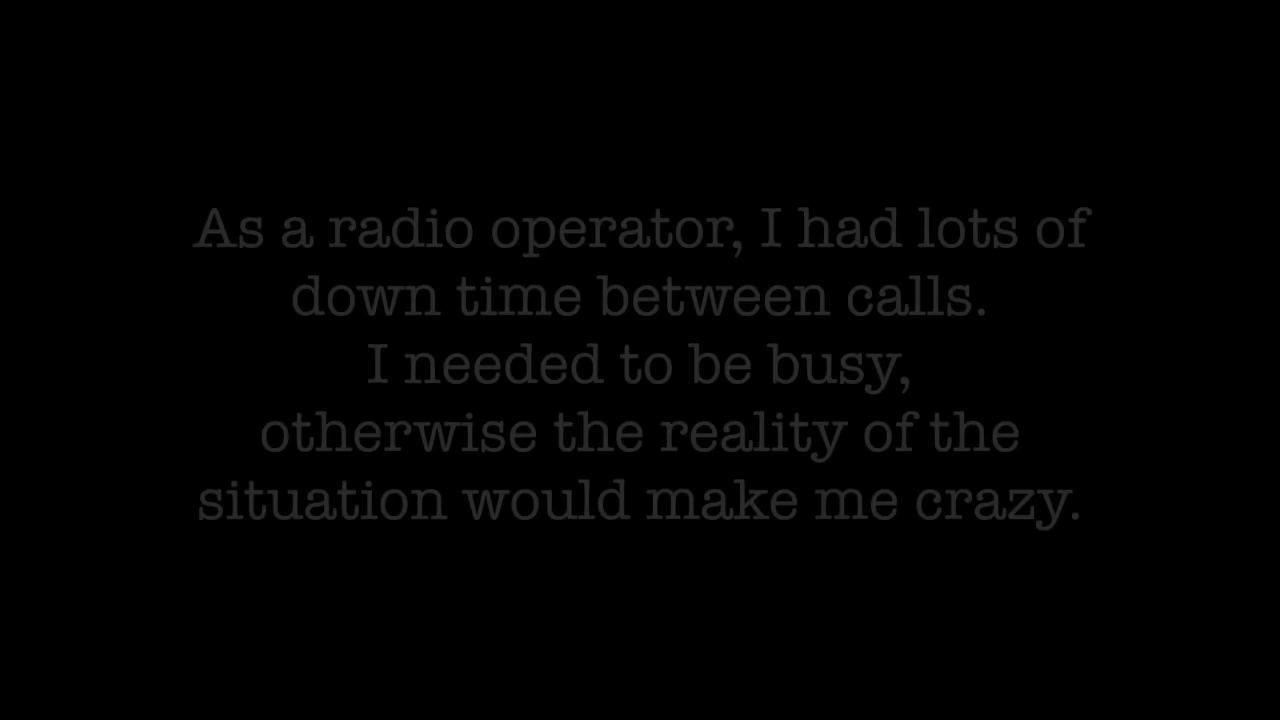 As a radio operator, I had lots of
down time between calls.
I needed to be busy,
otherwise the reality of the
situation would make me crazy.